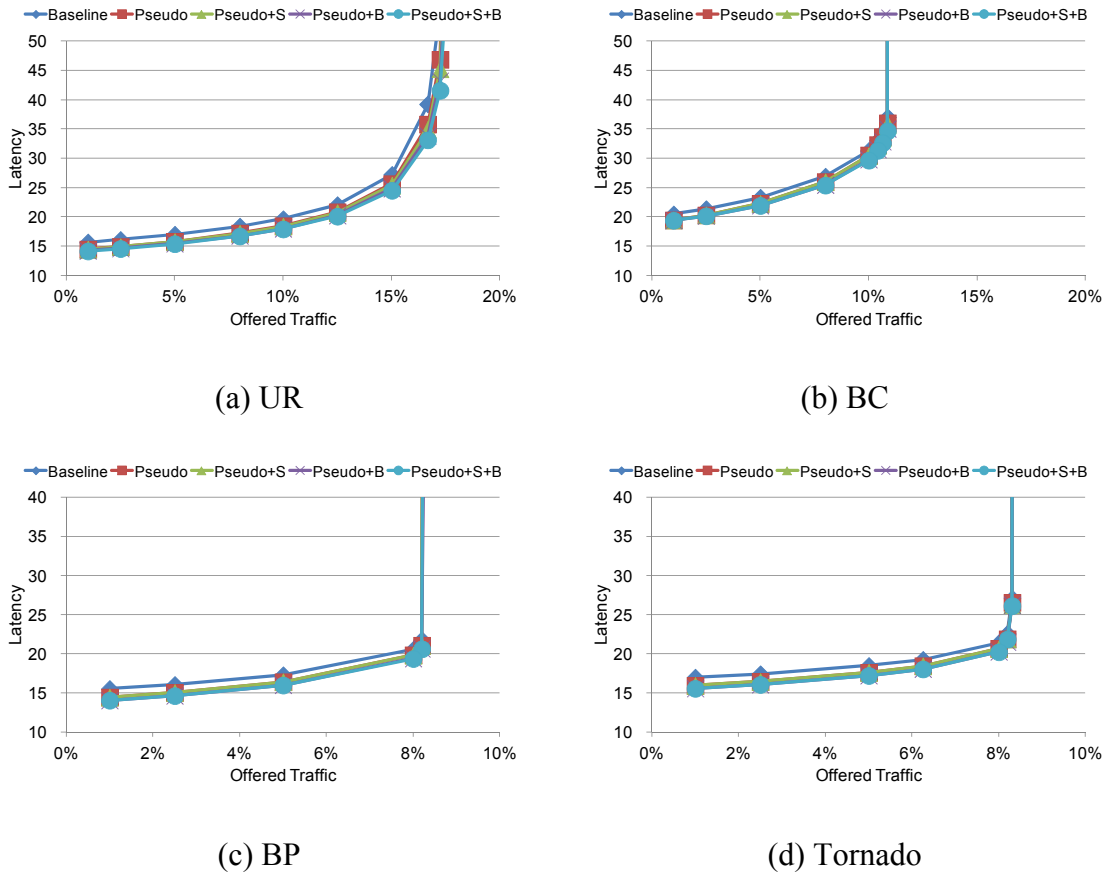 Baseline Pseudo Pseudo+S Pseudo+B Pseudo+S+B
50
45
40
35
30
25
20
15
10
Latency
0% 5% 10% 15% 20%
Offered Traffic
(a) UR
Baseline Pseudo Pseudo+S Pseudo+B Pseudo+S+B
50
45
40
35
30
25
20
15
10
Latency
0% 5% 10% 15% 20%
Offered Traffic
(b) BC
Baseline Pseudo Pseudo+S Pseudo+B Pseudo+S+B
40
35
30
25
20
15
10
Latency
0% 2% 4% 6% 8% 10%
Offered Traffic
(c) BP
Baseline Pseudo Pseudo+S Pseudo+B Pseudo+S+B
40
35
30
25
20
15
10
Latency
0% 2% 4% 6% 8% 10%
Offered Traffic
(d) Tornado